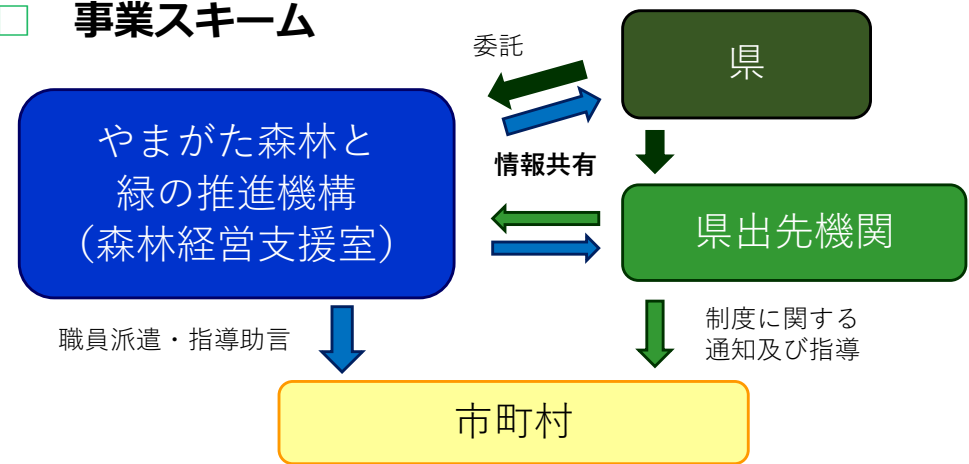 事業スキーム
委託
県
やまがた森林と
緑の推進機構
（森林経営支援室）
情報共有
県出先機関
職員派遣・指導助言
制度に関する
通知及び指導
市町村